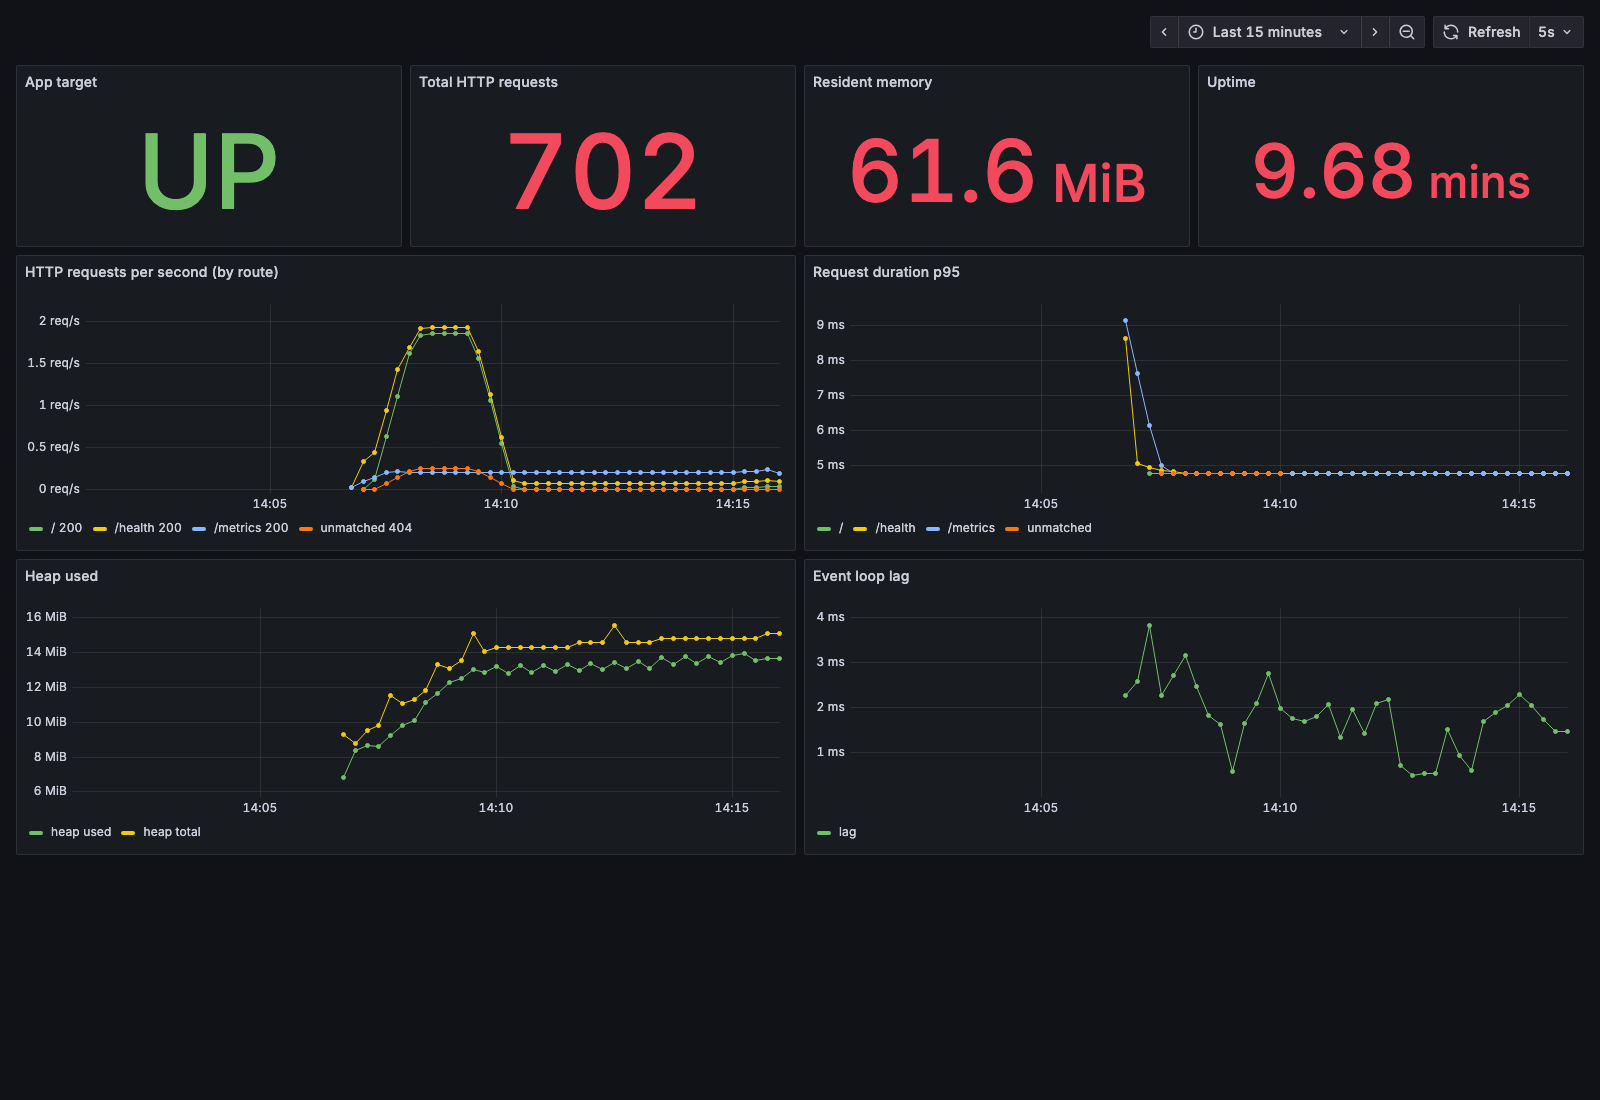 Last 15 minutes
Refresh
5s
App target
UP
Total HTTP requests
702
Resident memory
61.6 MiB
Uptime
9.68 mins
HTTP requests per second (by route)
2 req/s
1.5 req/s
1 req/s
0.5 req/s
0 req/s
14:05
14:10
14:15
/ 200
/health 200
/metrics 200
unmatched 404
Request duration p95
9 ms
8 ms
7 ms
6 ms
5 ms
14:05
14:10
14:15
/
/health
/metrics
unmatched
Heap used
16 MiB
14 MiB
12 MiB
10 MiB
8 MiB
6 MiB
14:05
14:10
14:15
heap used
heap total
Event loop lag
4 ms
3 ms
2 ms
1 ms
14:05
14:10
14:15
lag